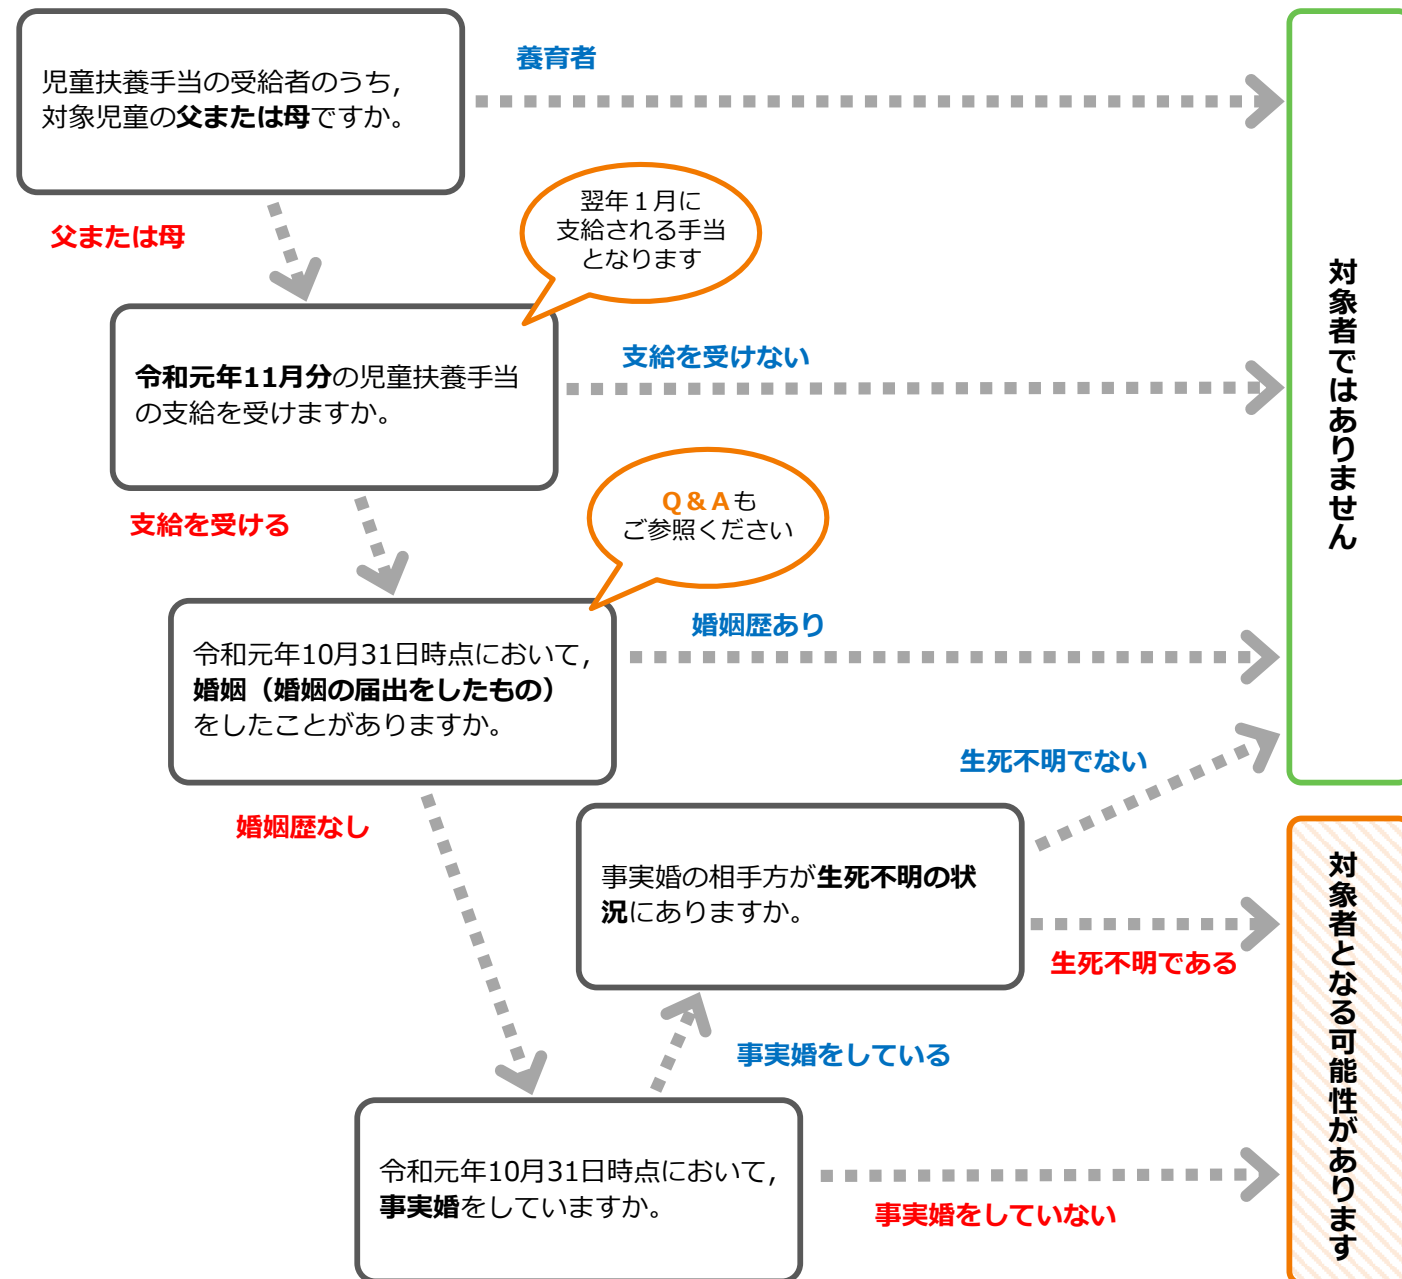 児童扶養手当の受給者のうち,
対象児童の父または母ですか。
養育者
父または母
翌年１月に
支給される手当
となります
令和元年11月分の児童扶養手当
の支給を受けますか。
支給を受けない
支給を受ける
Ｑ＆Ａも
ご参照ください
令和元年10月31日時点において,
婚姻（婚姻の届出をしたもの）
をしたことがありますか。
婚姻歴あり
婚姻歴なし
事実婚の相手方が生死不明の状
況にありますか。
生死不明でない
生死不明である
事実婚をしている
令和元年10月31日時点において,
事実婚をしていますか。
事実婚をしていない
対象者ではありません
対象者となる可能性があります